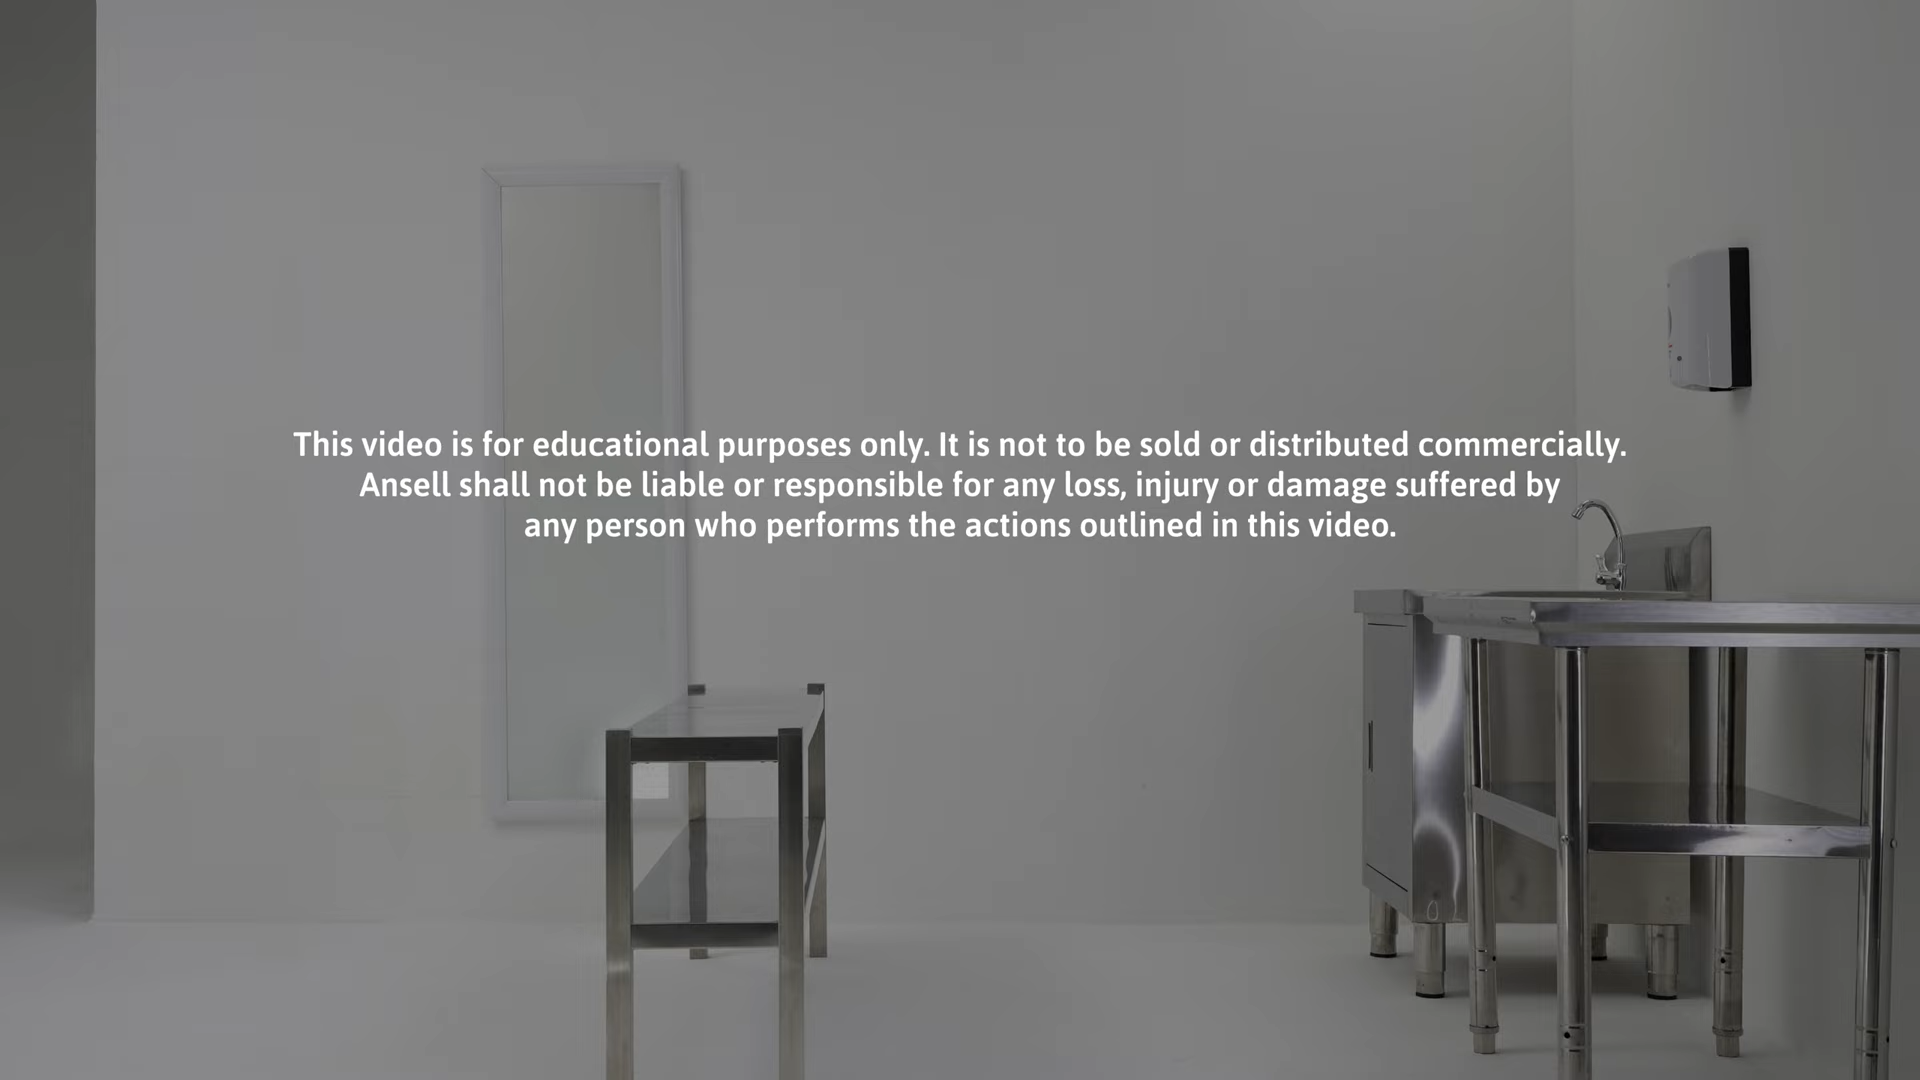 This video is for educational purposes only. It is not to be sold or distributed commercially.
Ansell shall not be liable or responsible for any loss, injury or damage suffered by
any person who performs the actions outlined in this video.